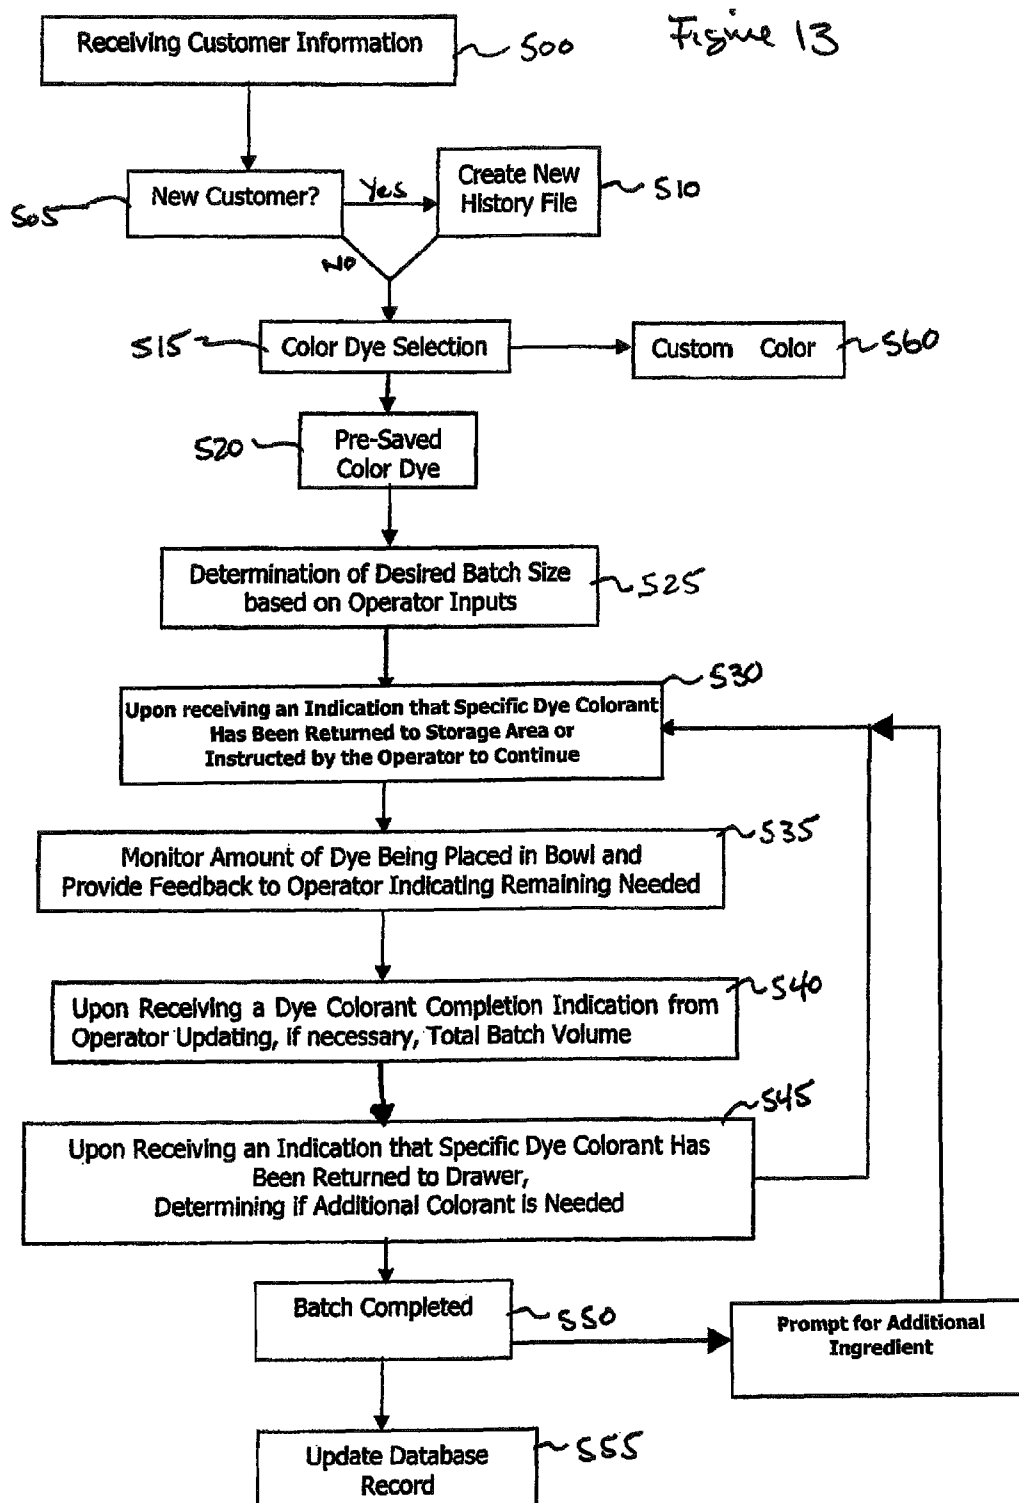 Figure 13
Receiving Customer Information
500
New Customer?
505
Yes
Create New
History File
510
No
Color Dye Selection
515
Custom Color
560
Pre-Saved
Color Dye
520
Determination of Desired Batch Size
based on Operator Inputs
525
530
Upon receiving an Indication that Specific Dye Colorant
Has Been Returned to Storage Area or
Instructed by the Operator to Continue
535
Monitor Amount of Dye Being Placed in Bowl and
Provide Feedback to Operator Indicating Remaining Needed
540
Upon Receiving a Dye Colorant Completion Indication from
Operator Updating, if necessary, Total Batch Volume
545
Upon Receiving an Indication that Specific Dye Colorant Has
Been Returned to Drawer,
Determining if Additional Colorant is Needed
Batch Completed
550
Prompt for Additional
Ingredient
Update Database
Record
555